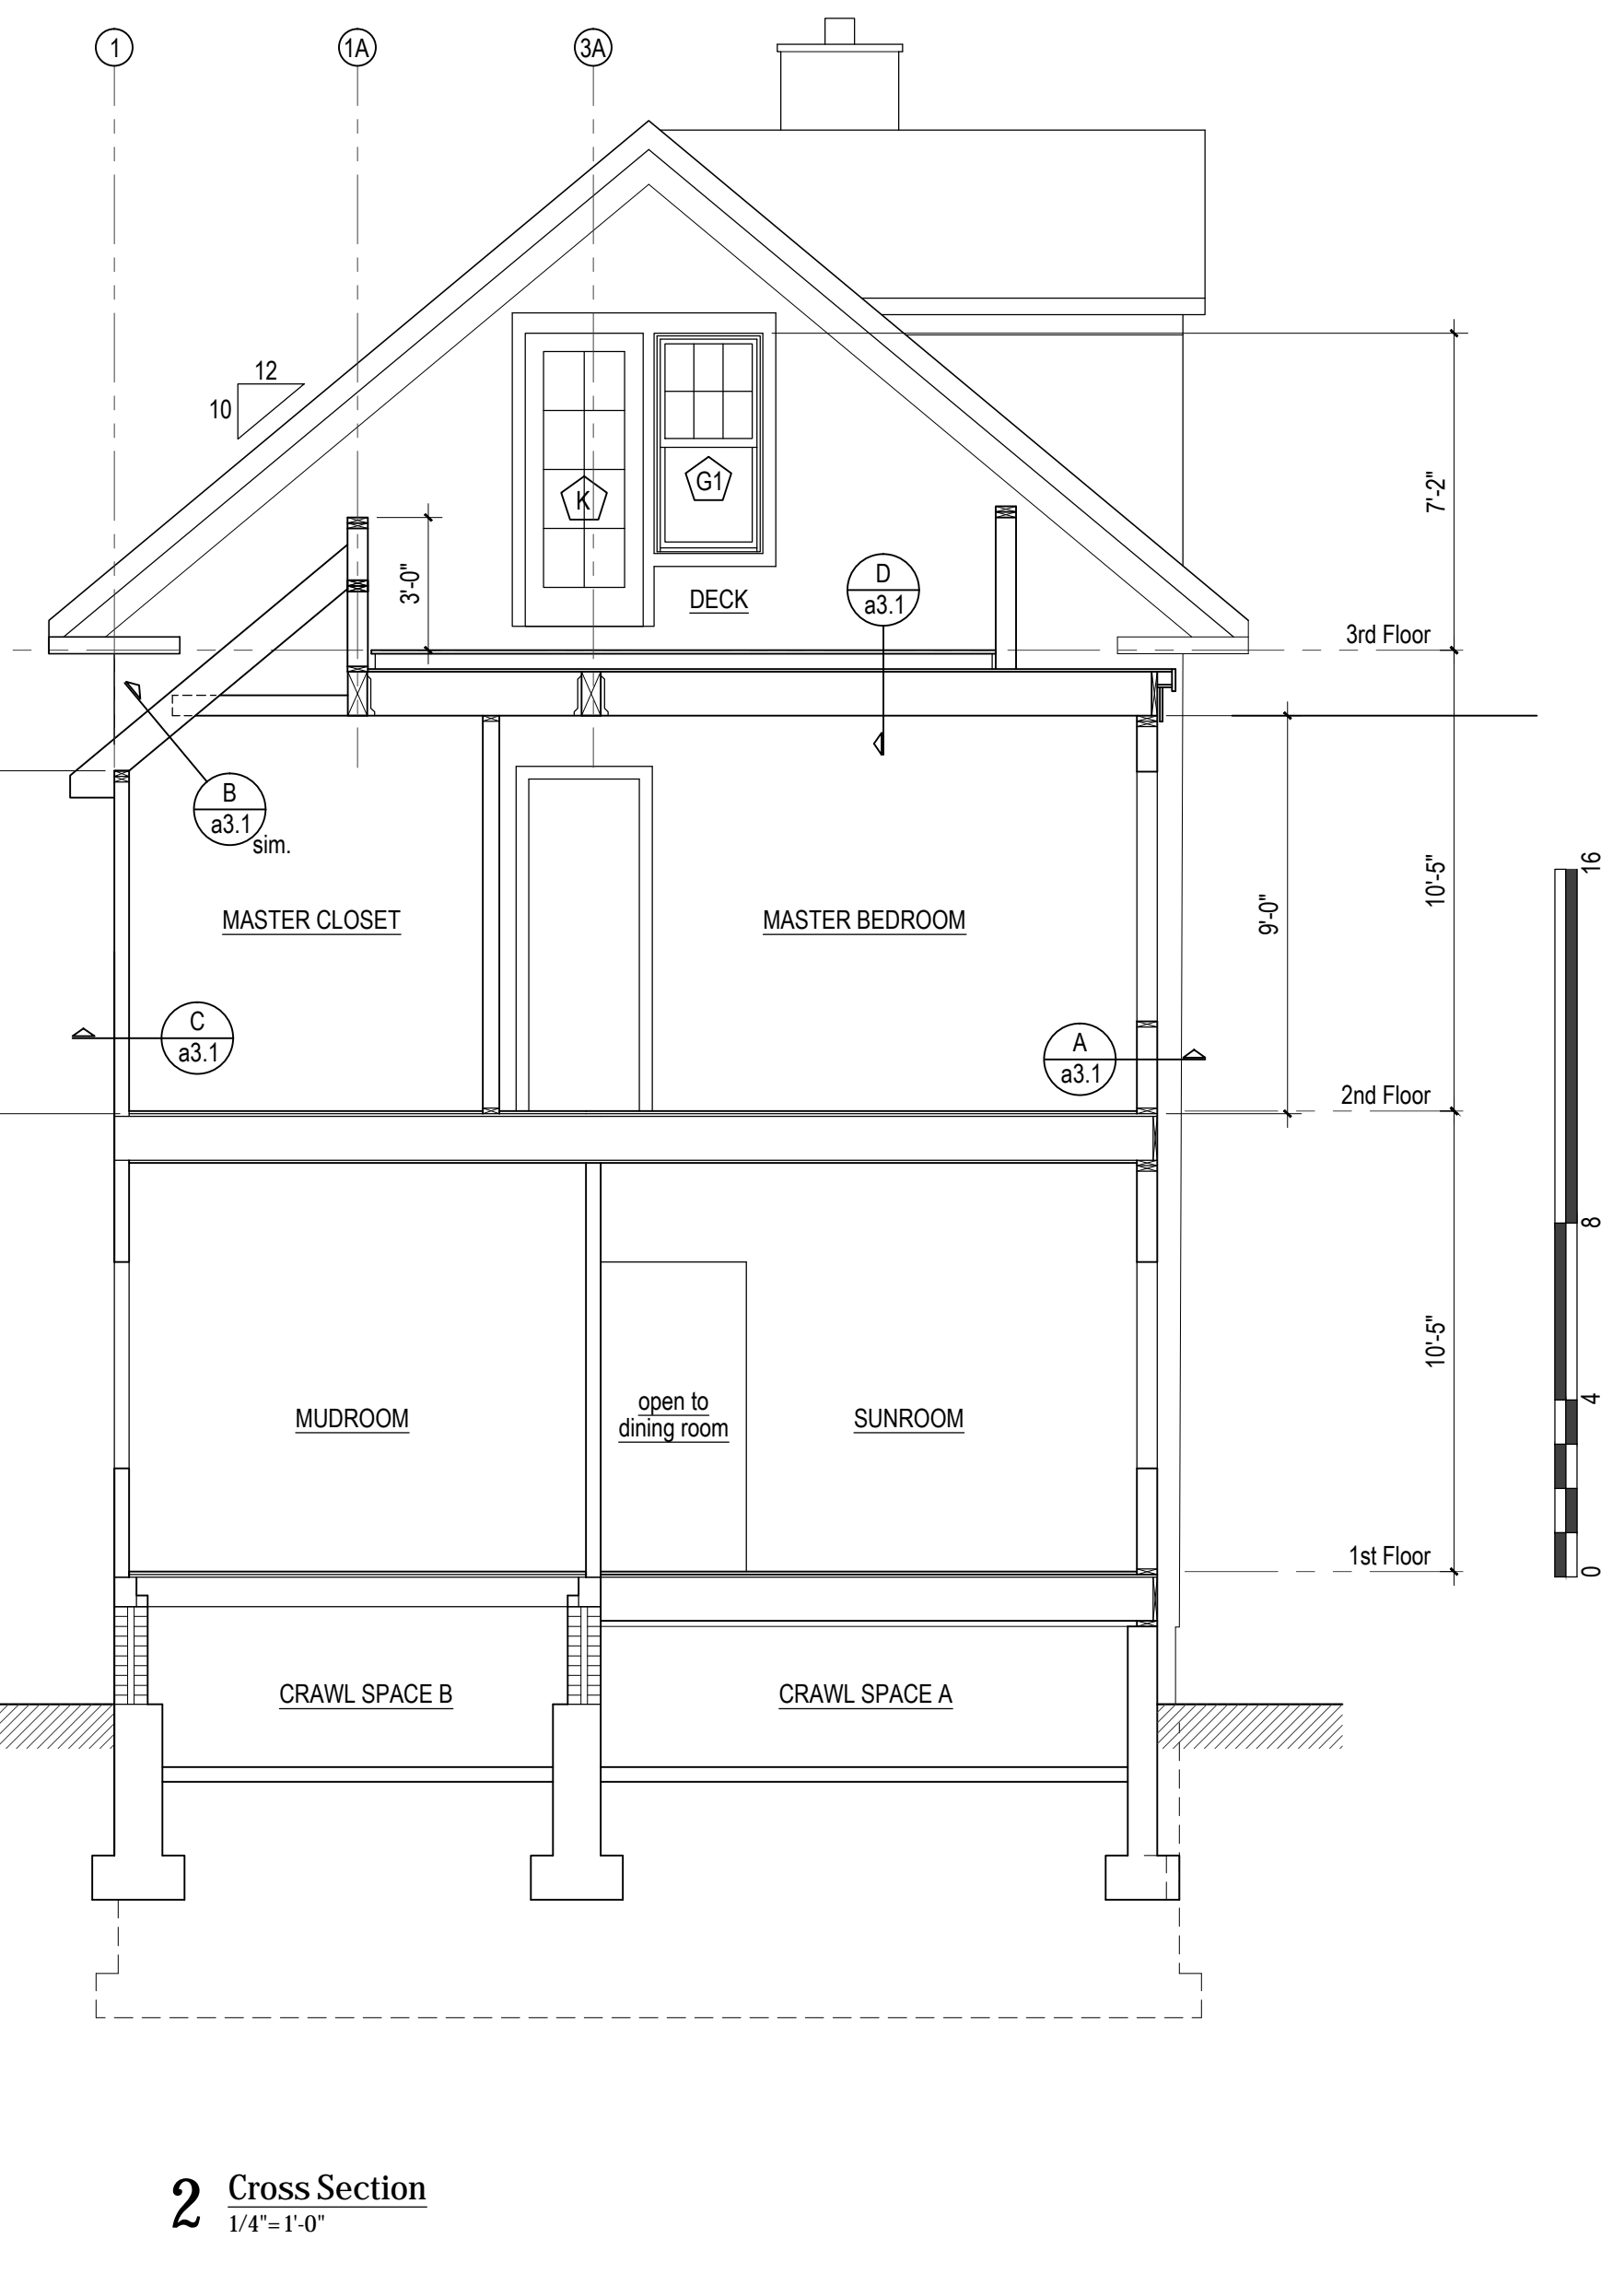 1
1A
3A
12
10
K
G1
7'-2"
3'-0"
DECK
D
a3.1
3rd Floor
B
a3.1
sim.
MASTER CLOSET
MASTER BEDROOM
9'-0"
10'-5"
16
C
a3.1
A
a3.1
2nd Floor
8
10'-5"
4
MUDROOM
open to
dining room
SUNROOM
1st Floor
0
CRAWL SPACE B
CRAWL SPACE A
2 Cross Section
1/4"=1'-0"